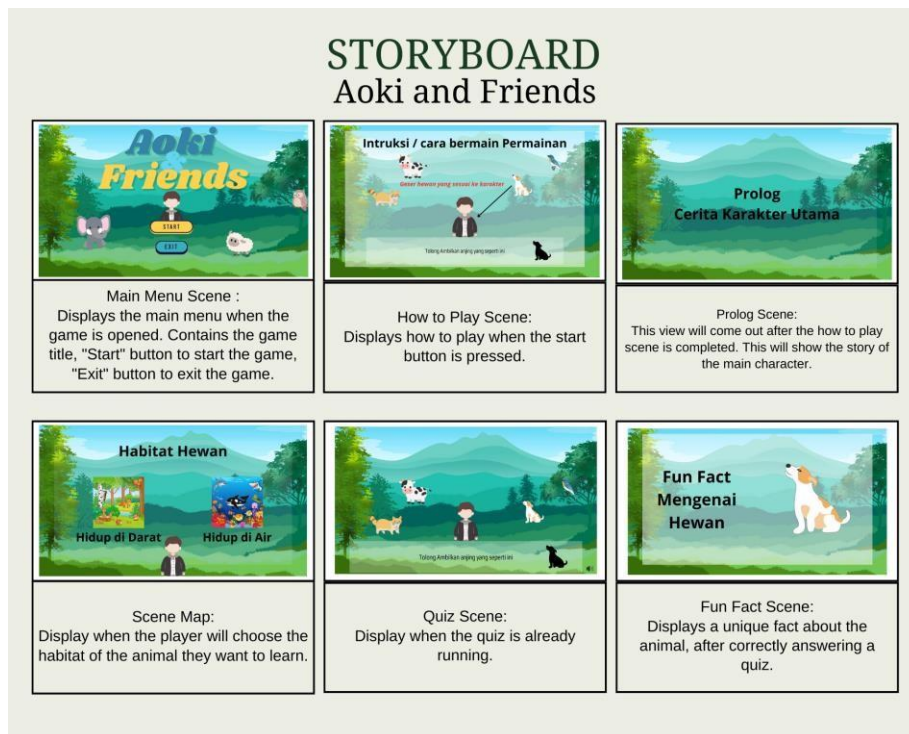 STORYBOARD
Aoki and Friends
Aoki
Friends
START
EXIT
Main Menu Scene :
Displays the main menu when the
game is opened. Contains the game
title, "Start" button to start the game,
"Exit" button to exit the game.
Intruksi / cara bermain Permainan
Geser hewan yang sesuai ke karakter
Tolong Ambilkan anjing yang seperti ini
How to Play Scene:
Displays how to play when the start
button is pressed.
Prolog
Cerita Karakter Utama
Prolog Scene:
This view will come out after the how to play
scene is completed. This will show the story of
the main character.
Habitat Hewan
Hidup di Darat
Hidup di Air
Scene Map:
Display when the player will choose the
habitat of the animal they want to learn.
Tolong Ambilkan anjing yang seperti ini
Quiz Scene:
Display when the quiz is already
running.
Fun Fact
Mengenai
Hewan
Fun Fact Scene:
Displays a unique fact about the
animal, after correctly answering a
quiz.